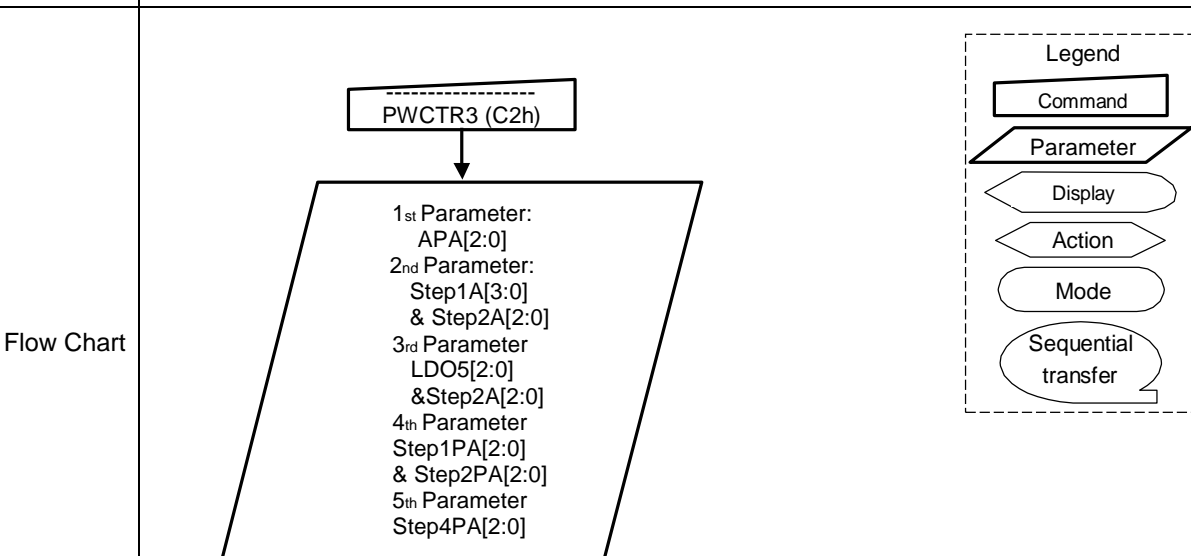 Flow Chart
PWCTR3 (C2h)
1st Parameter:
APA[2:0]
2nd Parameter:
Step1A[3:0]
& Step2A[2:0]
3rd Parameter
LDO5[2:0]
&Step2A[2:0]
4th Parameter
Step1PA[2:0]
& Step2PA[2:0]
5th Parameter
Step4PA[2:0]
Legend
Command
Parameter
Display
Action
Mode
Sequential
transfer